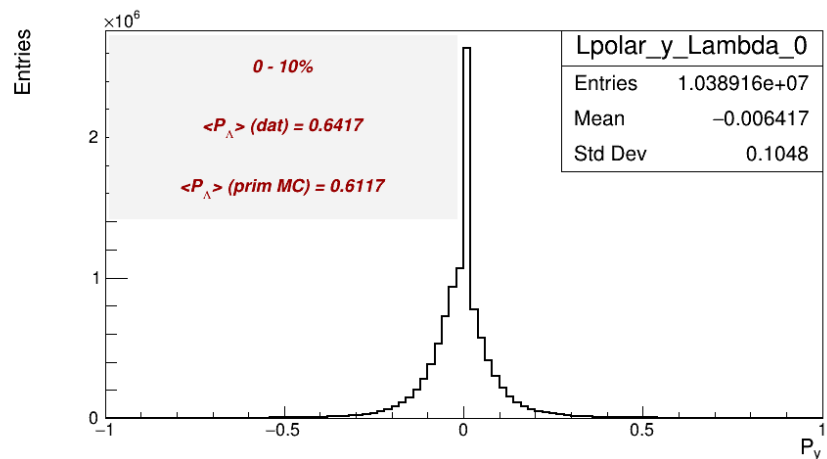 ×10⁶
Entries
Lpolar_y_Lambda_0
Entries 1.038916e+07
Mean −0.006417
Std Dev 0.1048
0 - 10%
<P_Λ> (dat) = 0.6417
<P_Λ> (prim MC) = 0.6117
2
1
0
−1 −0.5 0 0.5 1
P_y